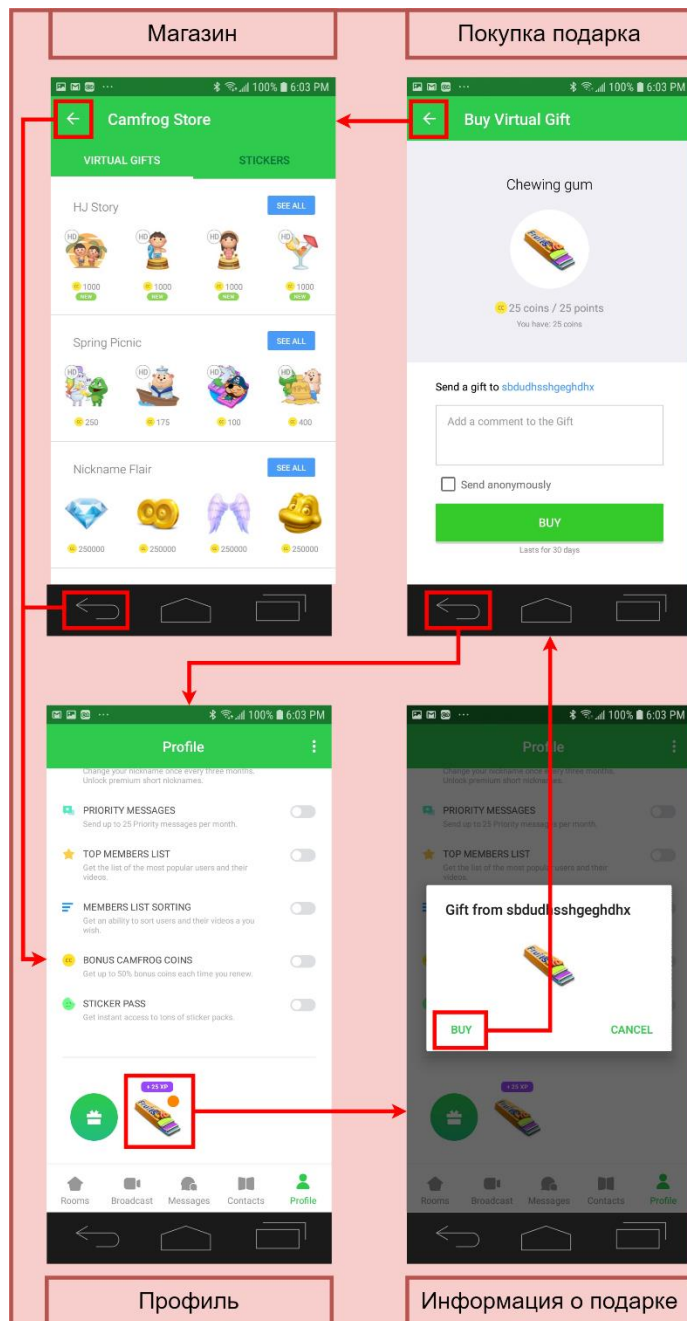 Магазин
Покупка подарка
100% 6:03 PM
Camfrog Store
VIRTUAL GIFTS
STICKERS
HJ Story
SEE ALL
HD
HD
HD
HD
1000
1000
1000
1000
NEW
NEW
NEW
NEW
Spring Picnic
SEE ALL
HD
HD
HD
HD
250
175
100
400
Nickname Flair
SEE ALL
250000
250000
250000
250000
100% 6:03 PM
Buy Virtual Gift
Chewing gum
25 coins / 25 points
You have: 25 coins
Send a gift to sbdudhsshgeghdhx
Add a comment to the Gift
Send anonymously
BUY
Lasts for 30 days
100% 6:03 PM
Profile
Change your nickname once every three months.
Unlock premium short nicknames.
PRIORITY MESSAGES
Send up to 25 Priority messages per month.
TOP MEMBERS LIST
Get the list of the most popular users and their
videos.
MEMBERS LIST SORTING
Get an ability to sort users and their videos a you
wish.
BONUS CAMFROG COINS
Get up to 50% bonus coins each time you renew.
STICKER PASS
Get instant access to tons of sticker packs.
+ 25 XP
Rooms
Broadcast
Messages
Contacts
Profile
100% 6:03 PM
Profile
Change your nickname once every three months.
Unlock premium short nicknames.
PRIORITY MESSAGES
Send up to 25 Priority messages per month.
TOP MEMBERS LIST
Get the list of the most popular users and their
videos.
Gift from sbdudhsshgeghdhx
BUY
CANCEL
+ 25 XP
Rooms
Broadcast
Messages
Contacts
Profile
Профиль
Информация о подарке